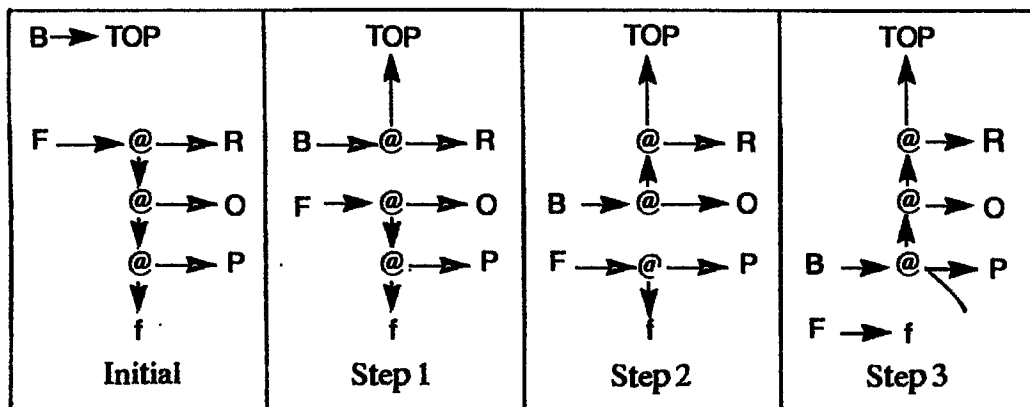 B TOP
F @ R
@ O
@ P
f
Initial
TOP
B @ R
F @ O
@ P
f
Step 1
TOP
@ R
B @ O
F @ P
f
Step 2
TOP
@ R
@ O
B @ P
F f
Step 3